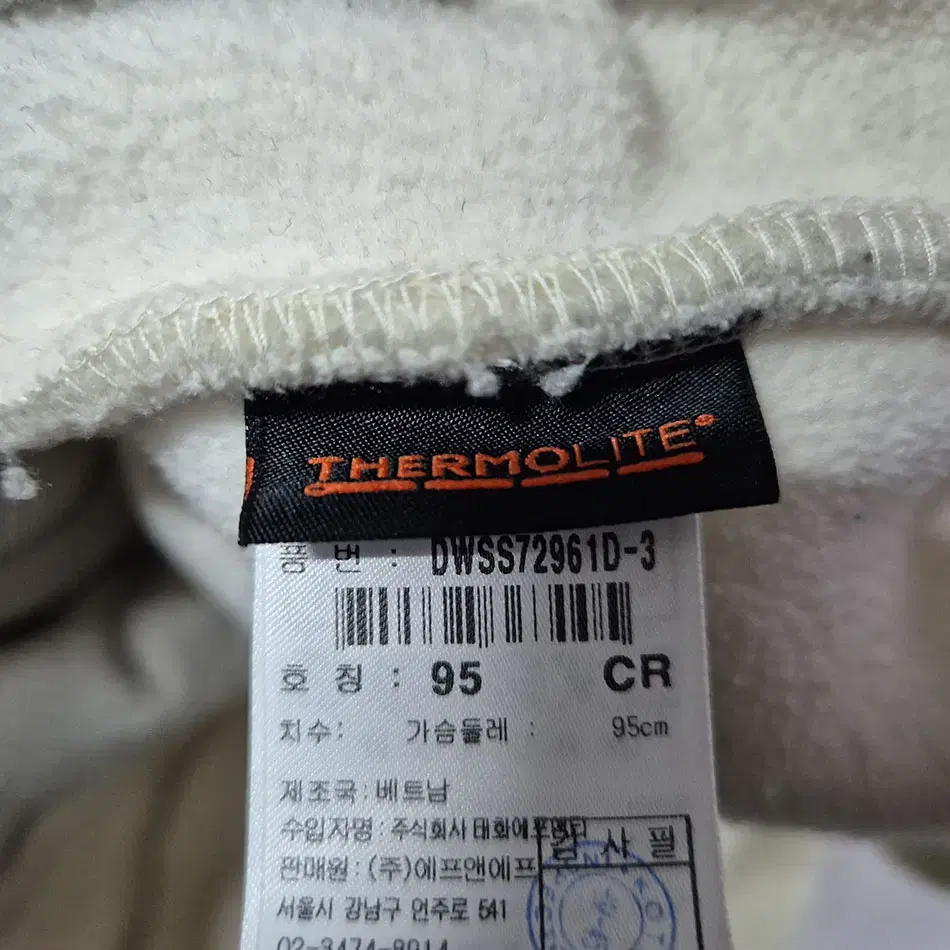 THERMOLITE®
품 번 : DWSS72961D-3
호 칭 : 95 CR
치수: 가슴둘레 : 95cm
제조국 : 베트남
수입자명 : 주식회사 태화에프앤티
검 사 필
판매원 : (주)에프앤에프
서울시 강남구 언주로 541
02-3474-8914